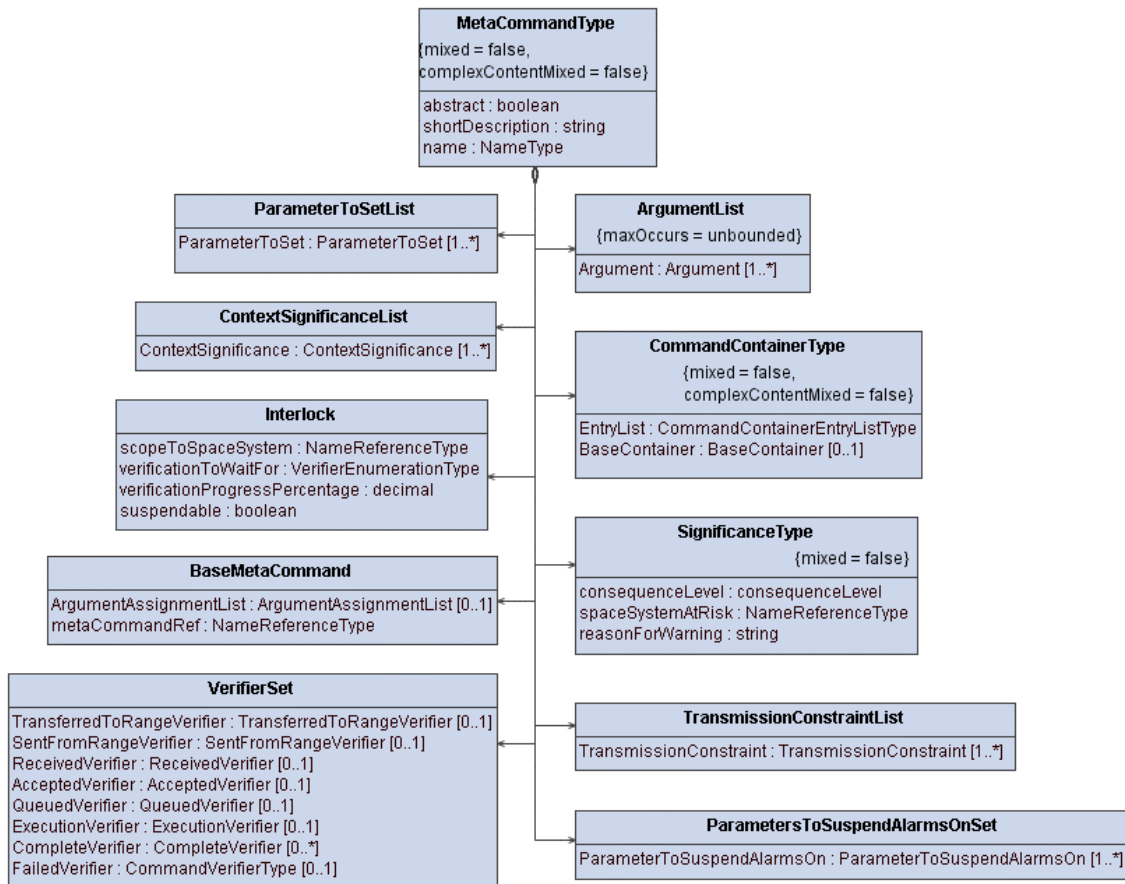 MetaCommandType
{mixed = false,
complexContentMixed = false}
abstract : boolean
shortDescription : string
name : NameType
ParameterToSetList
ParameterToSet : ParameterToSet [1..*]
ArgumentList
{maxOccurs = unbounded}
Argument : Argument [1..*]
ContextSignificanceList
ContextSignificance : ContextSignificance [1..*]
CommandContainerType
{mixed = false,
complexContentMixed = false}
EntryList : CommandContainerEntryListType
BaseContainer : BaseContainer [0..1]
Interlock
scopeToSpaceSystem : NameReferenceType
verificationToWaitFor : VerifierEnumerationType
verificationProgressPercentage : decimal
suspendable : boolean
SignificanceType
{mixed = false}
consequenceLevel : consequenceLevel
spaceSystemAtRisk : NameReferenceType
reasonForWarning : string
BaseMetaCommand
ArgumentAssignmentList : ArgumentAssignmentList [0..1]
metaCommandRef : NameReferenceType
VerifierSet
TransferredToRangeVerifier : TransferredToRangeVerifier [0..1]
SentFromRangeVerifier : SentFromRangeVerifier [0..1]
ReceivedVerifier : ReceivedVerifier [0..1]
AcceptedVerifier : AcceptedVerifier [0..1]
QueuedVerifier : QueuedVerifier [0..1]
ExecutionVerifier : ExecutionVerifier [0..1]
CompleteVerifier : CompleteVerifier [0..*]
FailedVerifier : CommandVerifierType [0..1]
TransmissionConstraintList
TransmissionConstraint : TransmissionConstraint [1..*]
ParametersToSuspendAlarmsOnSet
ParameterToSuspendAlarmsOn : ParameterToSuspendAlarmsOn [1..*]